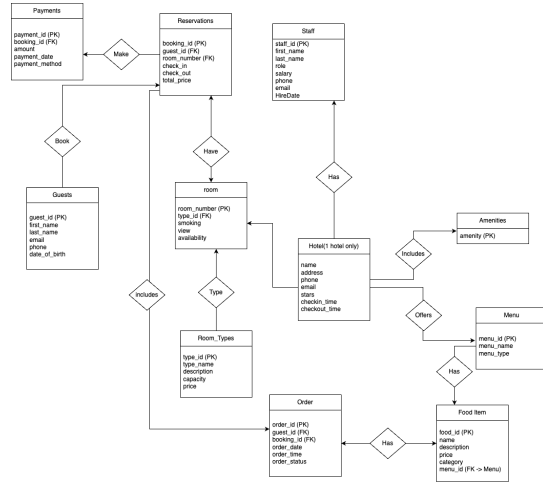 Payments
payment_id (PK)
booking_id (FK)
amount
payment_date
payment_method
Make
Reservations
booking_id (PK)
guest_id (FK)
room_number (FK)
check_in
check_out
total_price
Staff
staff_id (PK)
first_name
last_name
role
salary
phone
email
HireDate
Book
Have
Has
Guests
guest_id (PK)
first_name
last_name
email
phone
date_of_birth
room
room_number (PK)
type_id (FK)
smoking
view
availability
Hotel(1 hotel only)
name
address
phone
email
stars
checkin_time
checkout_time
Amenities
amenity (PK)
Includes
Includes
Type
Offers
Menu
menu_id (PK)
menu_name
menu_type
Room_Types
type_id (PK)
type_name
description
capacity
price
Has
Order
order_id (PK)
guest_id (FK)
booking_id (FK)
order_date
order_time
order_status
Has
Food Item
food_id (PK)
name
description
price
category
menu_id (FK -> Menu)